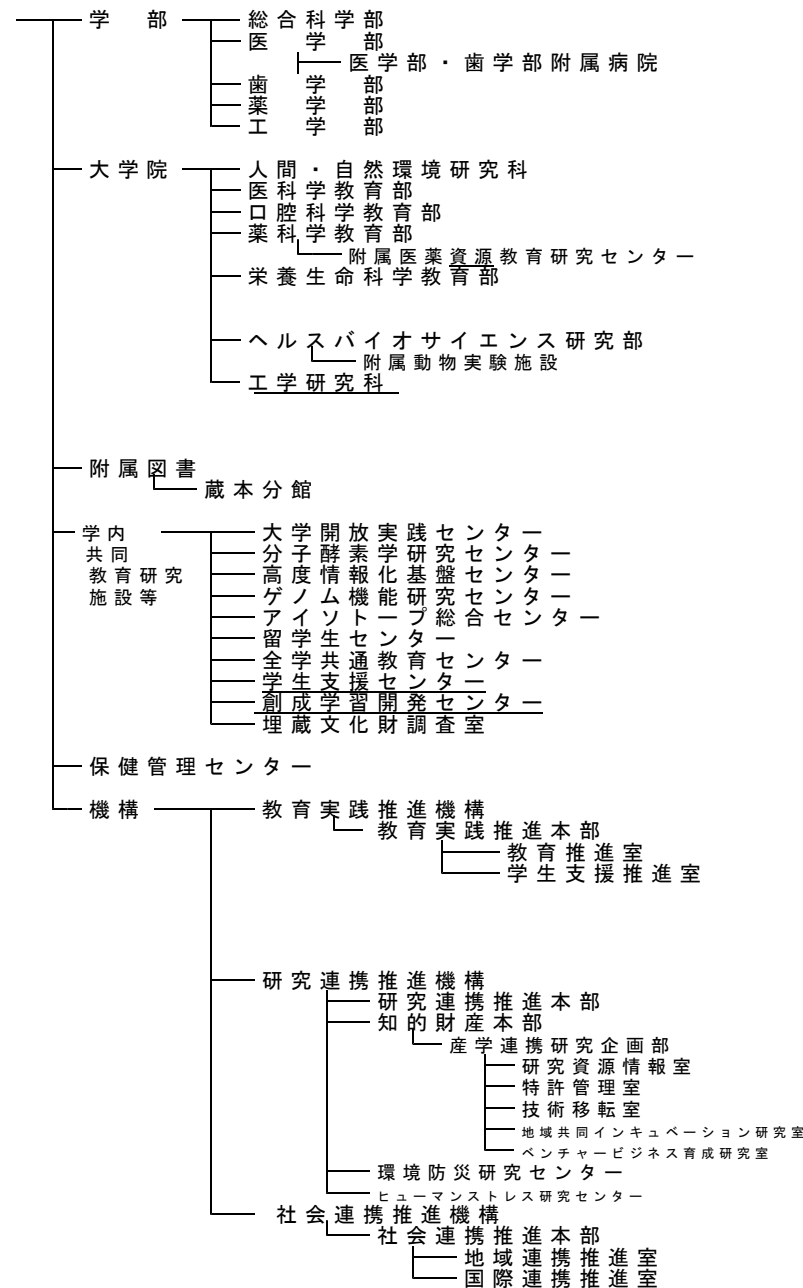 学部
総合科学部
医学部
医学部・歯学部附属病院
歯学部
薬学部
工学部
大学院
人間・自然環境研究科
医科学教育部
口腔科学教育部
薬科学教育部
附属医薬資源教育研究センター
栄養生命科学教育部
ヘルスバイオサイエンス研究部
附属動物実験施設
工学研究科
附属図書
蔵本分館
学内
共同
教育研究
施設等
大学開放実践センター
分子酵素学研究センター
高度情報化基盤センター
ゲノム機能研究センター
アイソトープ総合センター
留学生センター
全学共通教育センター
学生支援センター
創成学習開発センター
埋蔵文化財調査室
保健管理センター
機構
教育実践推進機構
教育実践推進本部
教育推進室
学生支援推進室
研究連携推進機構
研究連携推進本部
知的財産本部
産学連携研究企画部
研究資源情報室
特許管理室
技術移転室
地域共同インキュベーション研究室
ベンチャービジネス育成研究室
環境防災研究センター
ヒューマンストレス研究センター
社会連携推進機構
社会連携推進本部
地域連携推進室
国際連携推進室